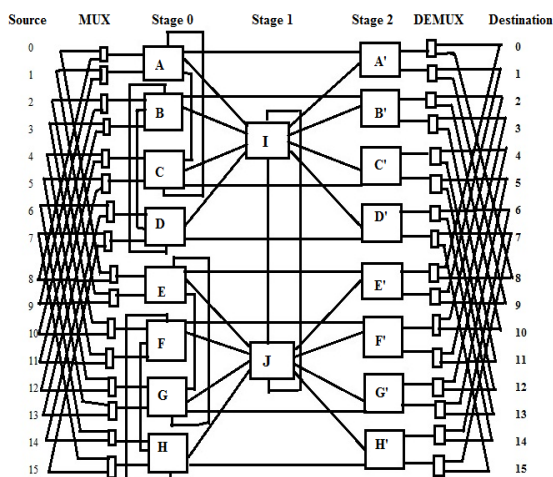 Source MUX Stage 0 Stage 1 Stage 2 DEMUX Destination
0 0
A A'
1 1
2 2
B B'
3 3
I
4 4
C C'
5 5
6 6
D D'
7 7
8 8
E E'
9 9
10 10
F F'
11 11
J
12 12
G G'
13 13
14 14
H H'
15 15